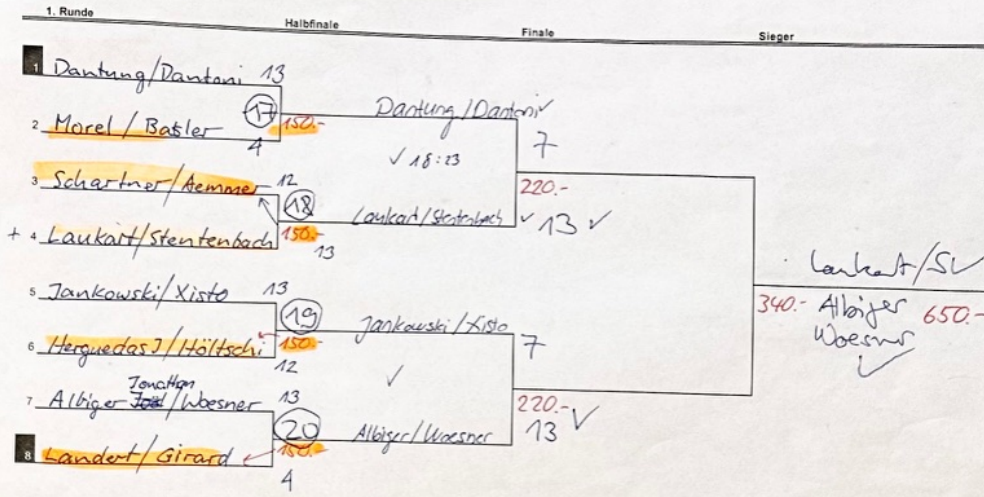 1. Runde Halbfinale Finale Sieger
1 Dantung/Dantoni 13
17 150.-
2 Morel / Basler 4
Dantung / Dantoni ✓ 7
✓ 18:23
220.-
3 Schartner/Aemmer 12
18 150.-
+ 4 Laukart/Stentenbach 13
Laukart/Stentenbach ✓ 13 ✓
5 Jankowski/Xisto 13
19 150.-
6 Herguedas J / Höltschi 12
Jankowski / Xisto 7
✓
220.- ✓
7 Albiger Jonathan / Woesner 13
20 150.-
8 Landert / Girard 4
Albiger/Woesner 13
Laukart/
340.- Albiger 650.-
Woesner ✓